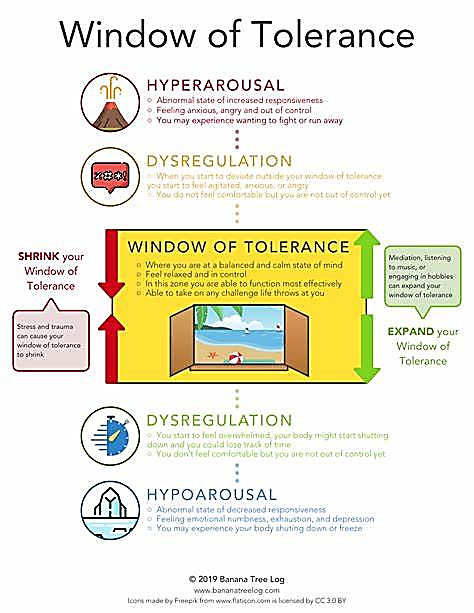 Window of Tolerance
HYPERAROUSAL
Abnormal state of increased responsiveness
Feeling anxious, angry and out of control
You may experience wanting to fight or run away
DYSREGULATION
When you start to deviate outside your window of tolerance
you start to feel agitated, anxious, or angry
You do not feel comfortable but you are not out of control yet
SHRINK your
Window of
Tolerance
Stress and trauma
can cause your
window of tolerance
to shrink
WINDOW OF TOLERANCE
Where you are at a balanced and calm state of mind
Feel relaxed and in control
In this zone you are able to function most effectively
Able to take on any challenge life throws at you
Mediation, listening
to music, or
engaging in hobbies
can expand your
window of tolerance
EXPAND your
Window of
Tolerance
DYSREGULATION
You start to feel overwhelmed, your body might start shutting
down and you could lose track of time
You don't feel comfortable but you are not out of control yet
HYPOAROUSAL
Abnormal state of decreased responsiveness
Feeling emotional numbness, exhaustion, and depression
You may experience your body shuting down or freeze
© 2019 Banana Tree Log
www.bananatreelog.com
Icons made by Freepik from www.flaticon.com is licensed by CC 3.0 BY